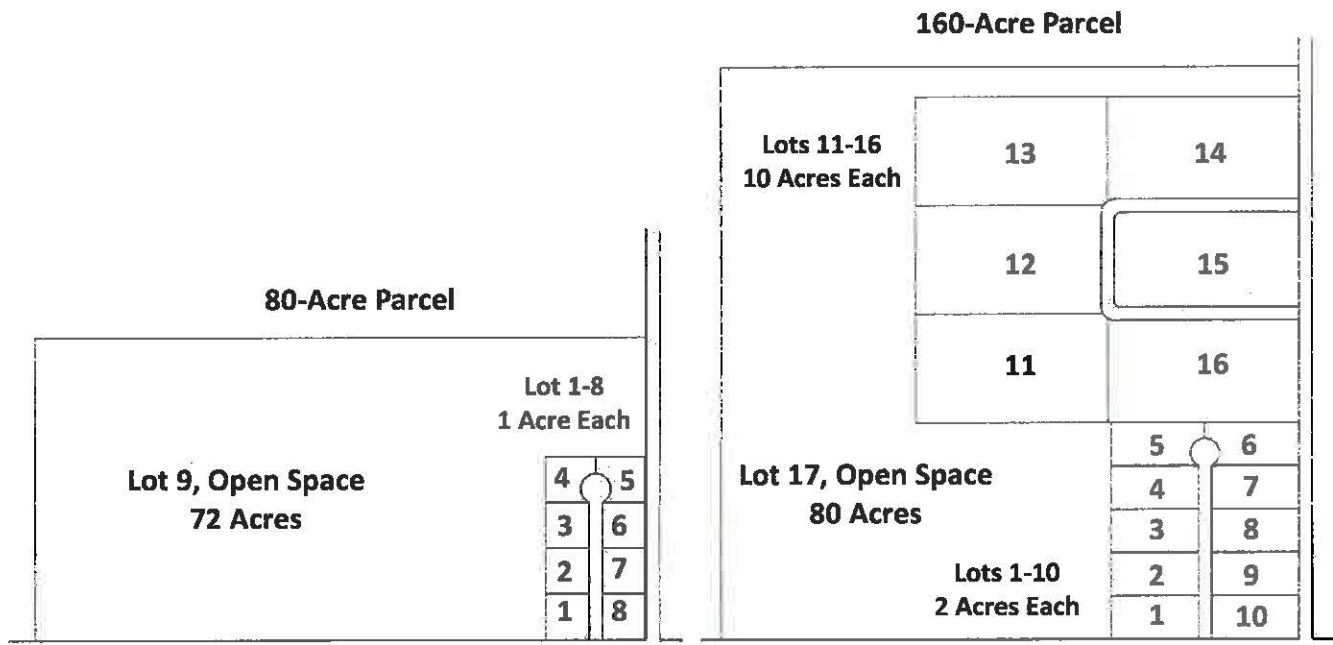 80-Acre Parcel
Lot 1-8
1 Acre Each
Lot 9, Open Space
72 Acres
4
5
3
6
2
7
1
8
160-Acre Parcel
Lots 11-16
10 Acres Each
13
14
12
15
11
16
Lot 17, Open Space
80 Acres
5
6
4
7
3
8
Lots 1-10
2 Acres Each
2
9
1
10